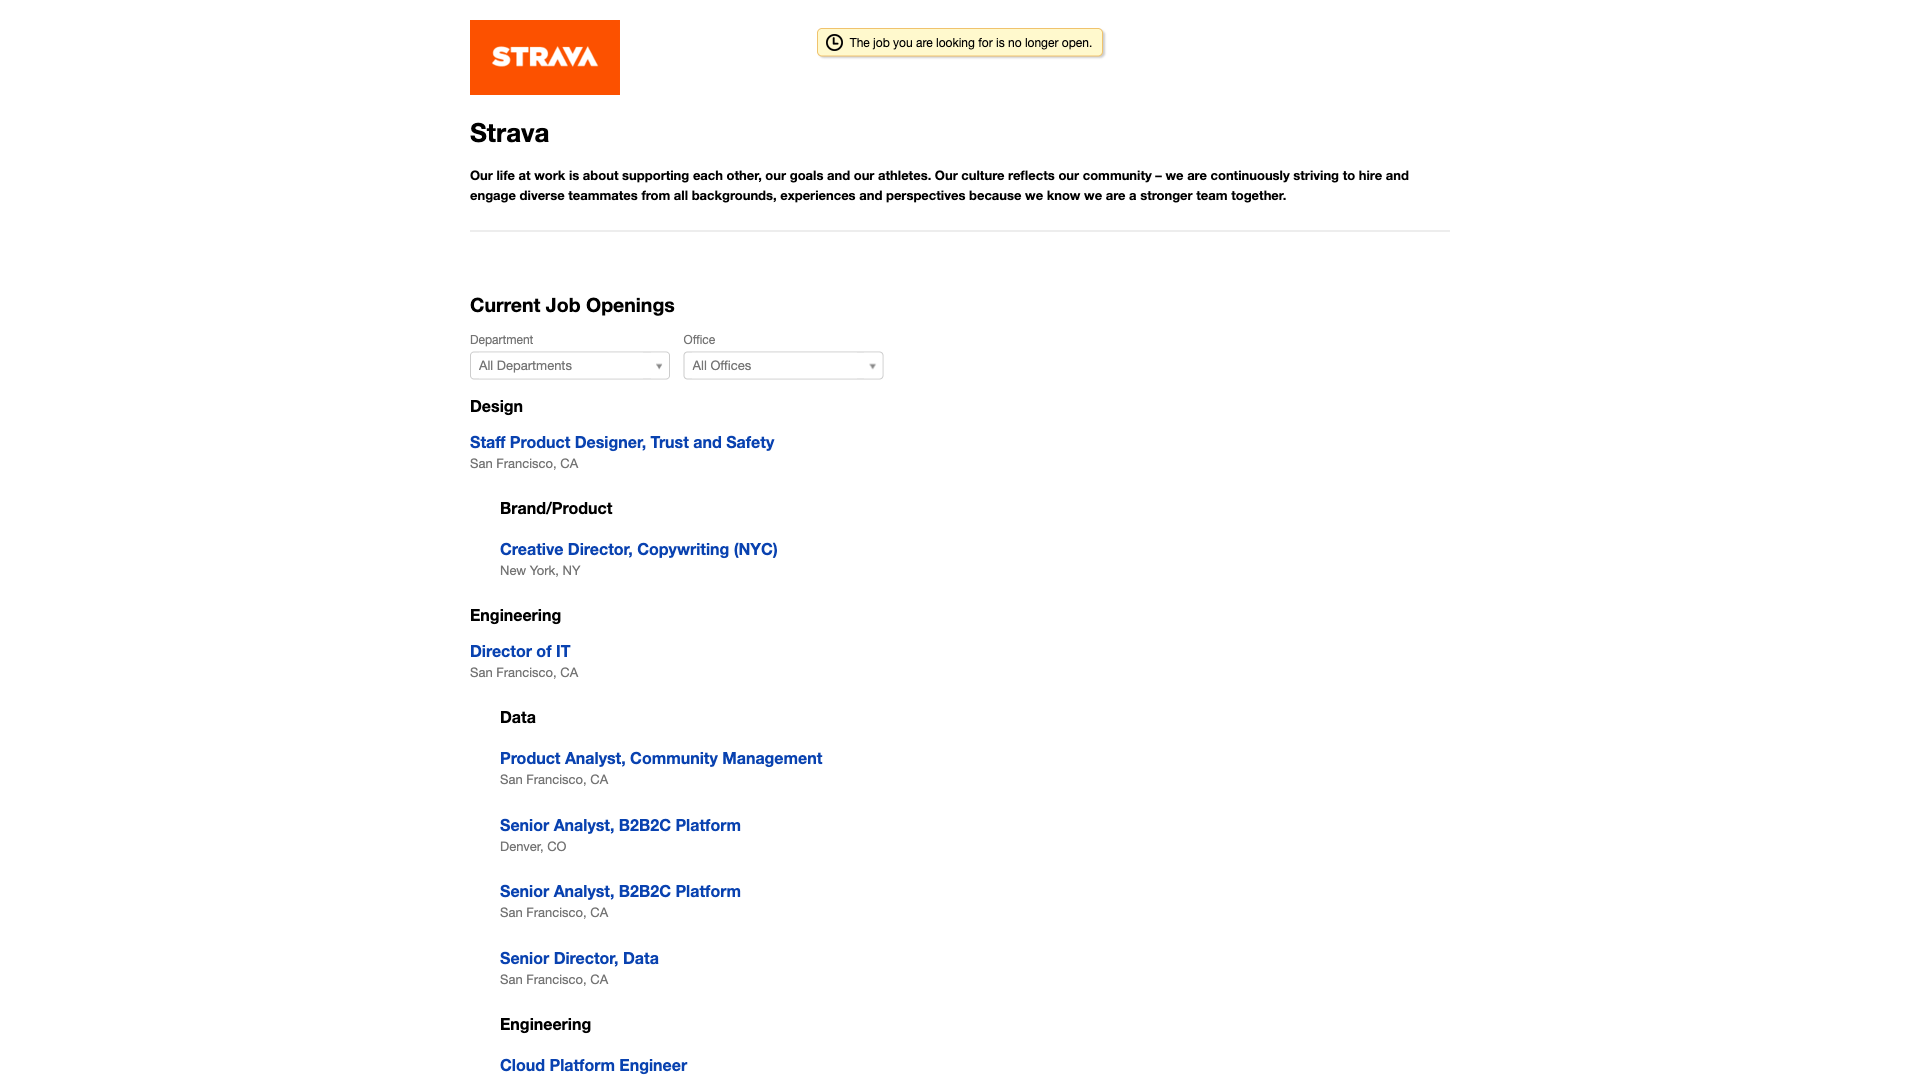 STRAVA
The job you are looking for is no longer open.
Strava
Our life at work is about supporting each other, our goals and our athletes. Our culture reflects our community – we are continuously striving to hire and
engage diverse teammates from all backgrounds, experiences and perspectives because we know we are a stronger team together.
Current Job Openings
Department
Office
All Departments
All Offices
Design
Staff Product Designer, Trust and Safety
San Francisco, CA
Brand/Product
Creative Director, Copywriting (NYC)
New York, NY
Engineering
Director of IT
San Francisco, CA
Data
Product Analyst, Community Management
San Francisco, CA
Senior Analyst, B2B2C Platform
Denver, CO
Senior Analyst, B2B2C Platform
San Francisco, CA
Senior Director, Data
San Francisco, CA
Engineering
Cloud Platform Engineer